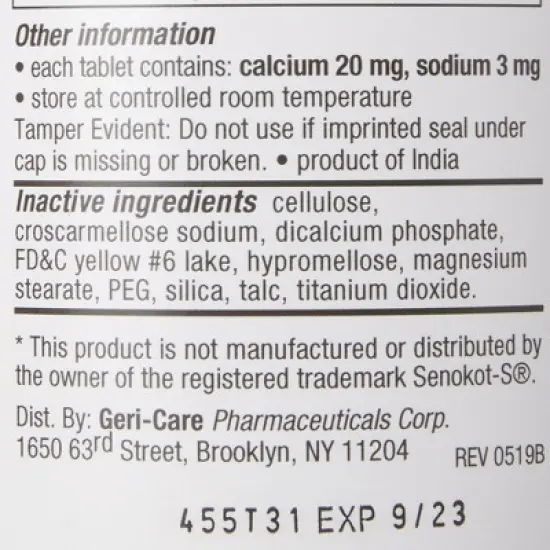 Other information
• each tablet contains: calcium 20 mg, sodium 3 mg
• store at controlled room temperature
Tamper Evident: Do not use if imprinted seal under
cap is missing or broken. • product of India
Inactive ingredients cellulose,
croscarmellose sodium, dicalcium phosphate,
FD&C yellow #6 lake, hypromellose, magnesium
stearate, PEG, silica, talc, titanium dioxide.
* This product is not manufactured or distributed by
the owner of the registered trademark Senokot-S®.
Dist. By: Geri-Care Pharmaceuticals Corp.
1650 63rd Street, Brooklyn, NY 11204 REV 0519B
455T31 EXP 9/23